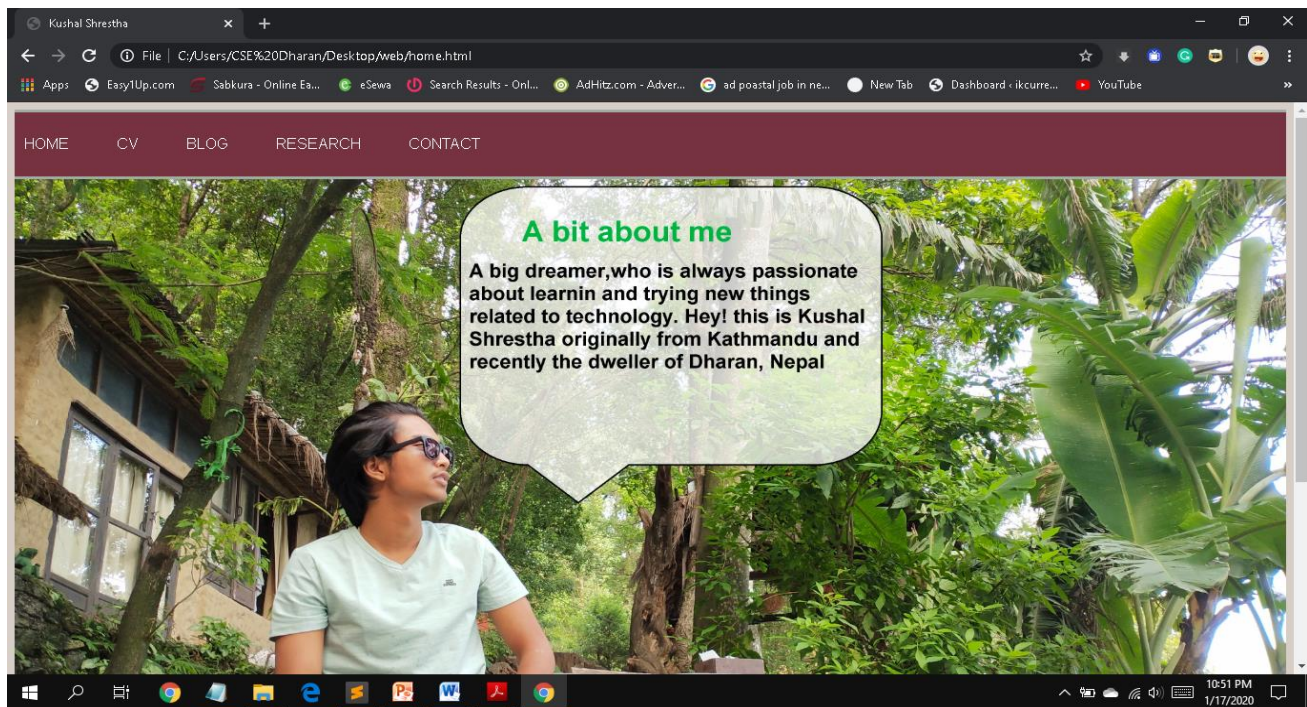 Kushal Shrestha
File | C:/Users/CSE%20Dharan/Desktop/web/home.html
Apps Easy1Up.com Sabkura - Online Ea... eSewa Search Results - Onl... AdHitz.com - Adver... ad poastal job in ne... New Tab Dashboard ‹ ikcurre... YouTube »
HOME CV BLOG RESEARCH CONTACT
A bit about me
A big dreamer,who is always passionate
about learnin and trying new things
related to technology. Hey! this is Kushal
Shrestha originally from Kathmandu and
recently the dweller of Dharan, Nepal
10:51 PM
1/17/2020